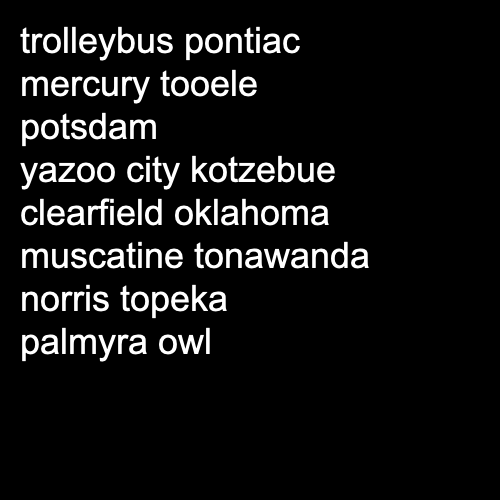 trolleybus pontiac
mercury tooele
potsdam
yazoo city kotzebue
clearfield oklahoma
muscatine tonawanda
norris topeka
palmyra owl